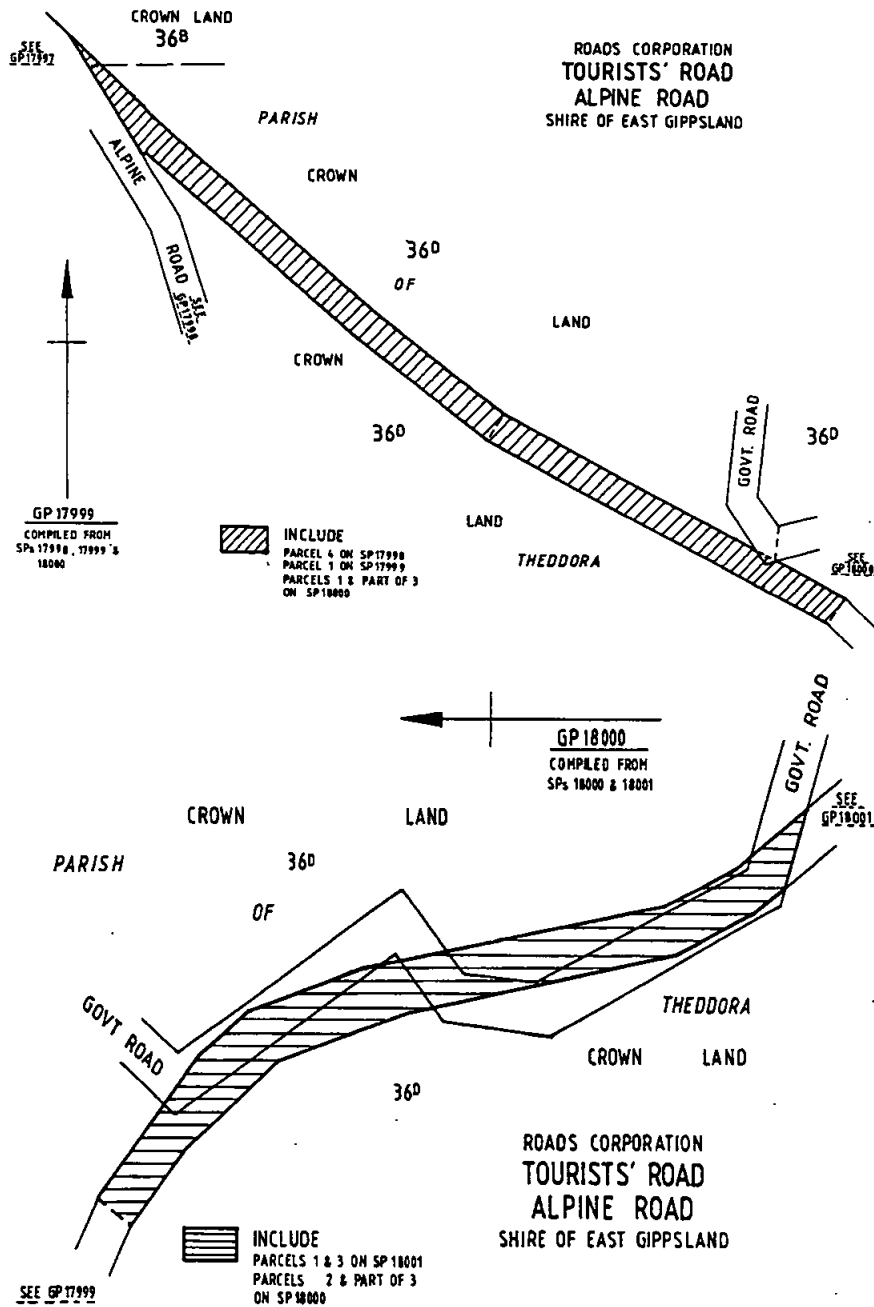 CROWN LAND
36B
SEE
GP17997
ROADS CORPORATION
TOURISTS' ROAD
ALPINE ROAD
SHIRE OF EAST GIPPSLAND
PARISH
ALPINE
CROWN
36D
ROAD
OF
SEE
GP17998
LAND
CROWN
36D
GOVT. ROAD
36D
GP 17999
COMPILED FROM
SPs 17998, 17999 &
18000
INCLUDE
PARCEL 4 ON SP17998
PARCEL 1 ON SP17999
PARCELS 1 & PART OF 3
ON SP18000
LAND
THEDDORA
SEE
GP18000
GP 18000
COMPILED FROM
SPs 18000 & 18001
GOVT. ROAD
SEE
GP18001
CROWN LAND
PARISH
36D
OF
THEDDORA
GOVT ROAD
CROWN LAND
36D
ROADS CORPORATION
TOURISTS' ROAD
ALPINE ROAD
SHIRE OF EAST GIPPSLAND
INCLUDE
PARCELS 1 & 3 ON SP 18001
PARCELS 2 & PART OF 3
ON SP18000
SEE GP17999